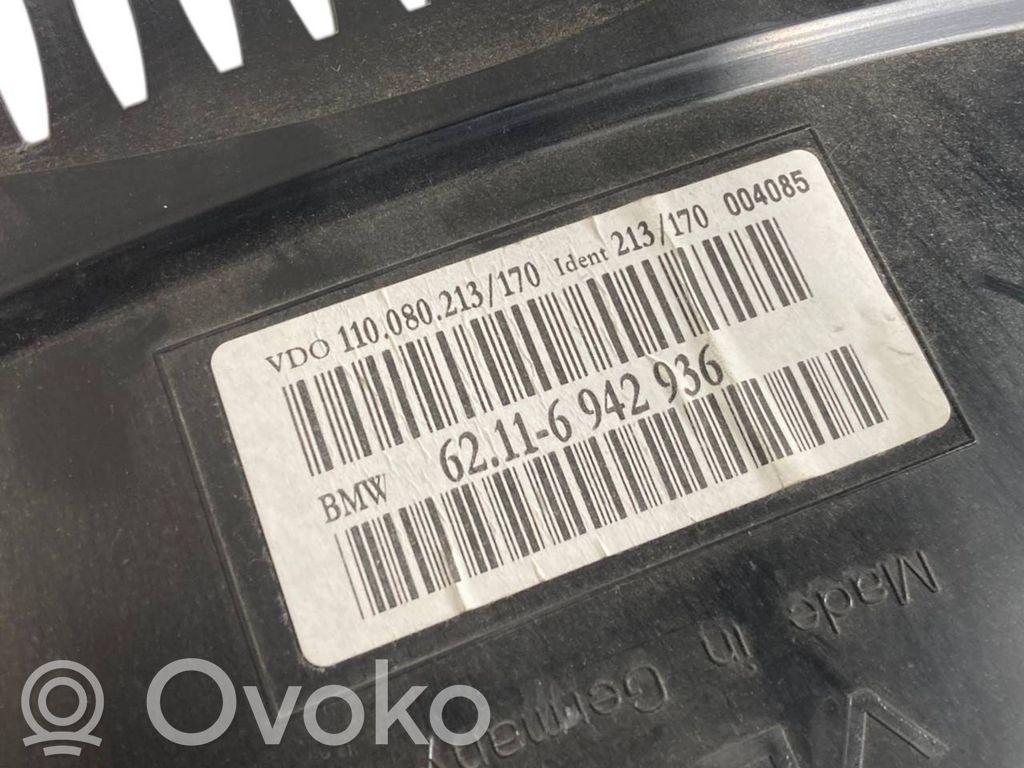 VDO 110.080.213/170 Ident 213/170 004085
BMW 62.11-6 942 936
Made in
Germany
Ovoko